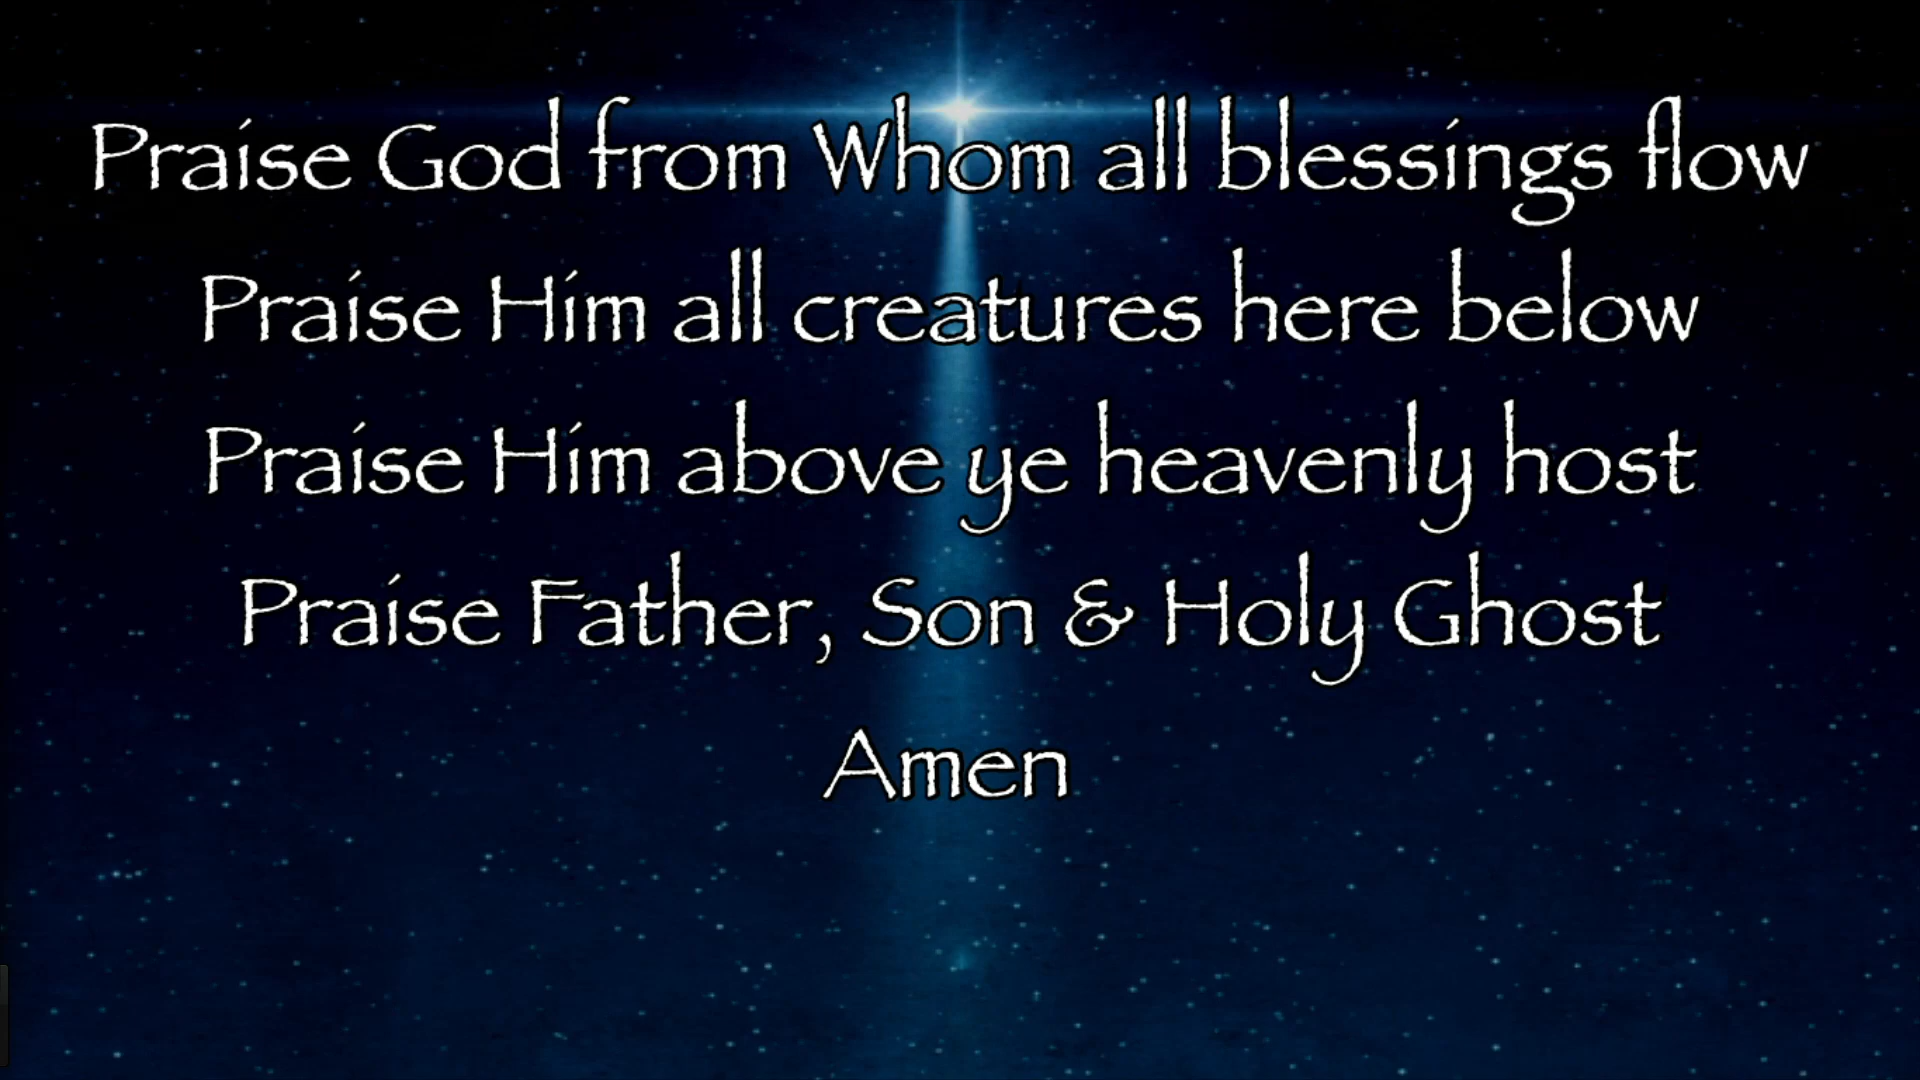 Praise God from Whom all blessings flow
Praise Him all creatures here below
Praise Him above ye heavenly host
Praise Father, Son & Holy Ghost
Amen